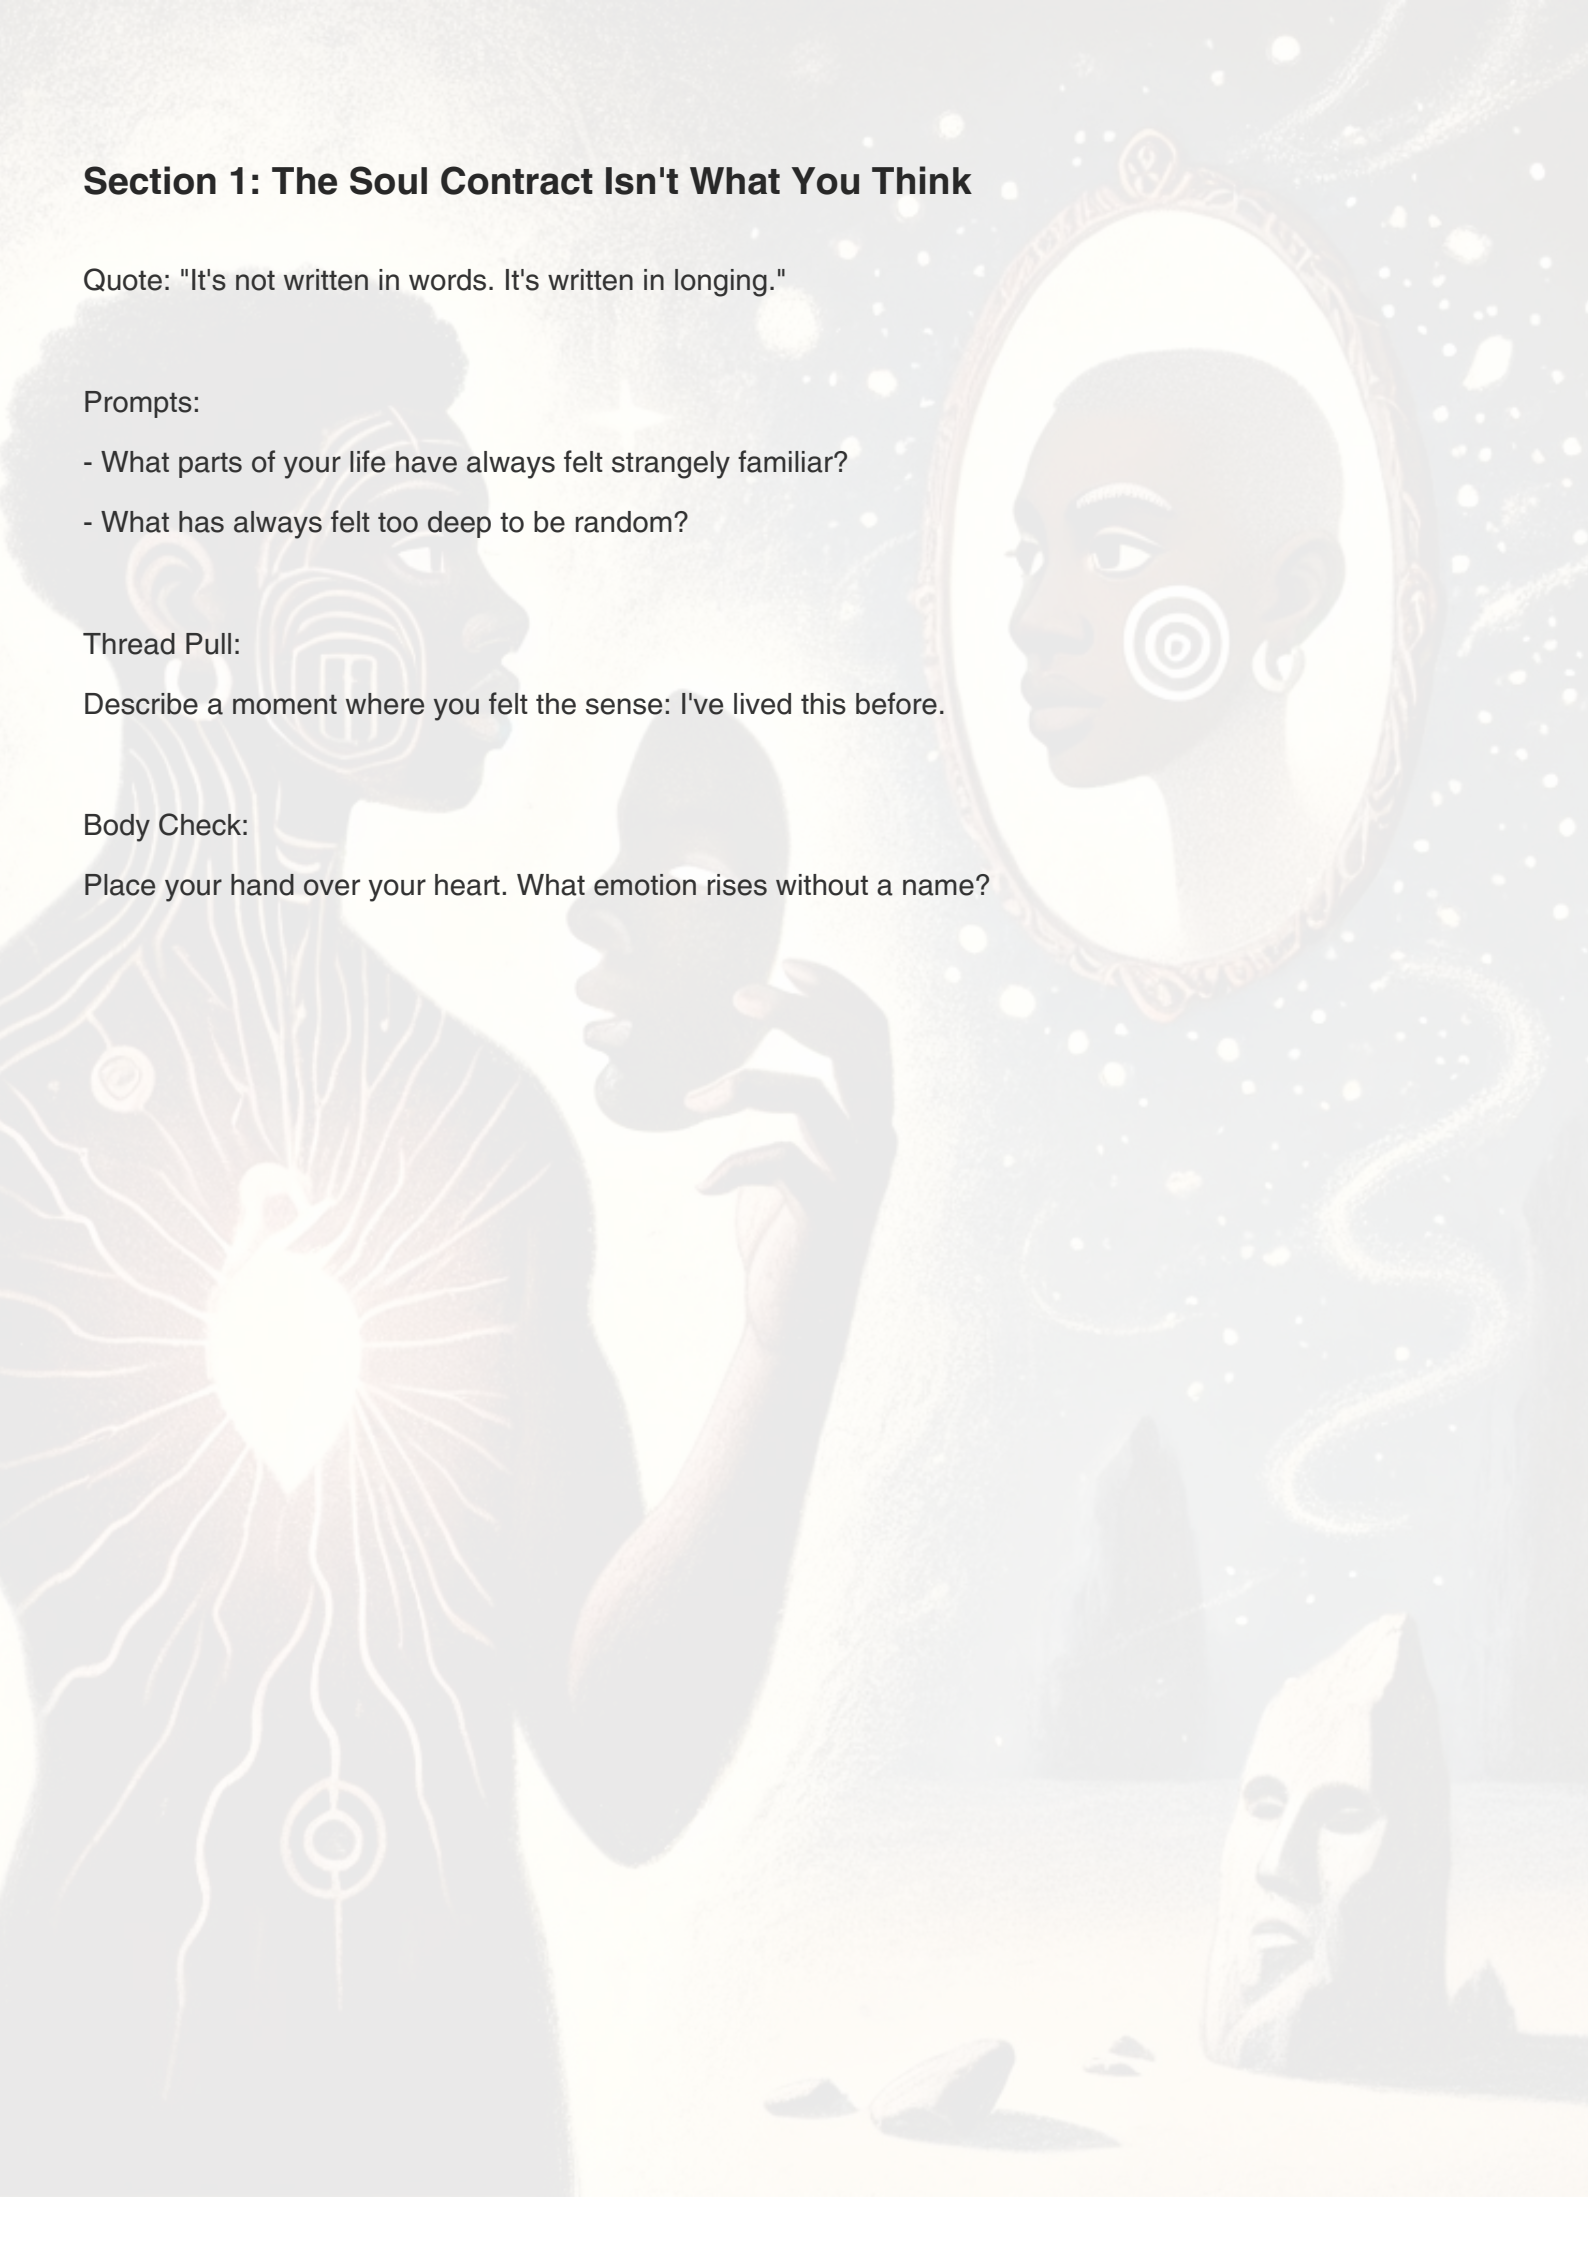 Section 1: The Soul Contract Isn't What You Think
Quote: "It's not written in words. It's written in longing."
Prompts:
- What parts of your life have always felt strangely familiar?
- What has always felt too deep to be random?
Thread Pull:
Describe a moment where you felt the sense: I've lived this before.
Body Check:
Place your hand over your heart. What emotion rises without a name?